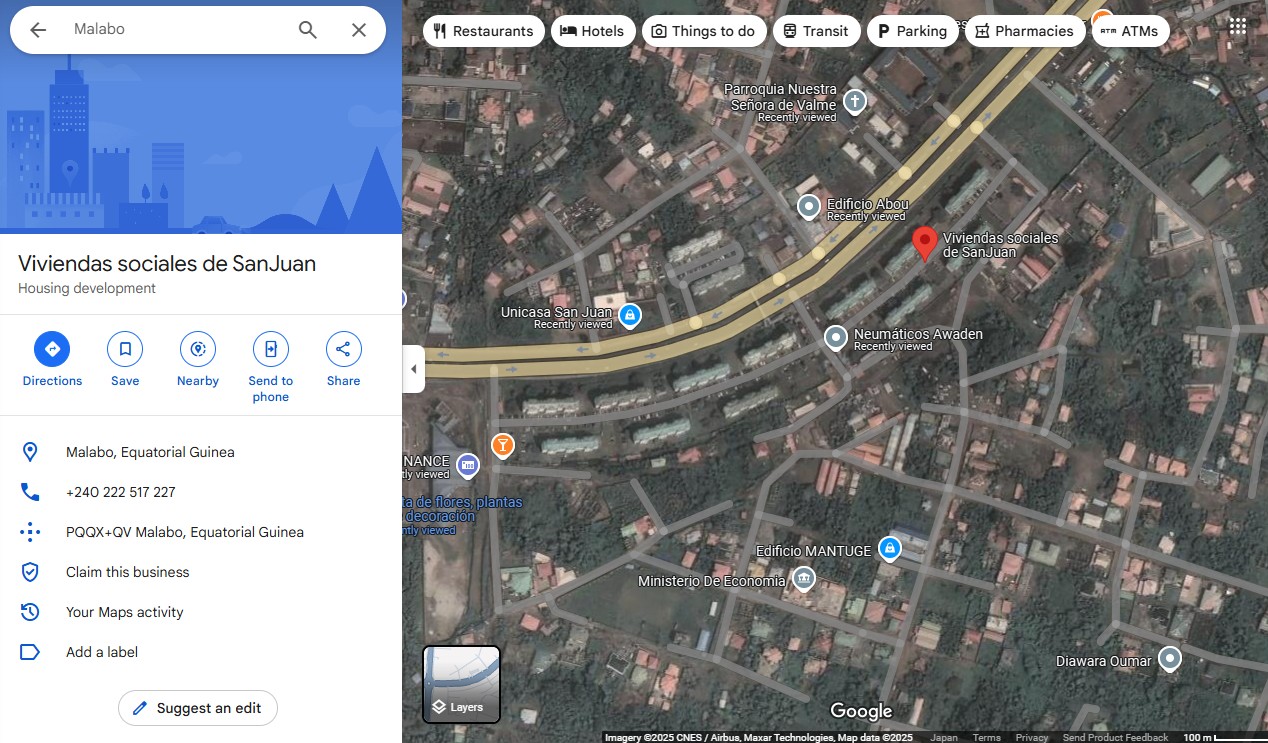 Malabo
Viviendas sociales de SanJuan
Housing development
Directions
Save
Nearby
Send to
phone
Share
Malabo, Equatorial Guinea
+240 222 517 227
PQQX+QV Malabo, Equatorial Guinea
Claim this business
Your Maps activity
Add a label
Suggest an edit
Restaurants
Hotels
Things to do
Transit
Parking
Pharmacies
ATM ATMs
Parroquia Nuestra
Señora de Valme
Recently viewed
Edificio Abou
Recently viewed
Viviendas sociales
de SanJuan
Unicasa San Juan
Recently viewed
Neumáticos Awaden
Recently viewed
NANCE
tly viewed
ta de flores, plantas
decoración
ntly viewed
Edificio MANTUGE
Ministerio De Economia
Diawara Oumar
Layers
Google
Imagery ©2025 CNES / Airbus, Maxar Technologies, Map data ©2025 Japan Terms Privacy Send Product Feedback 100 m